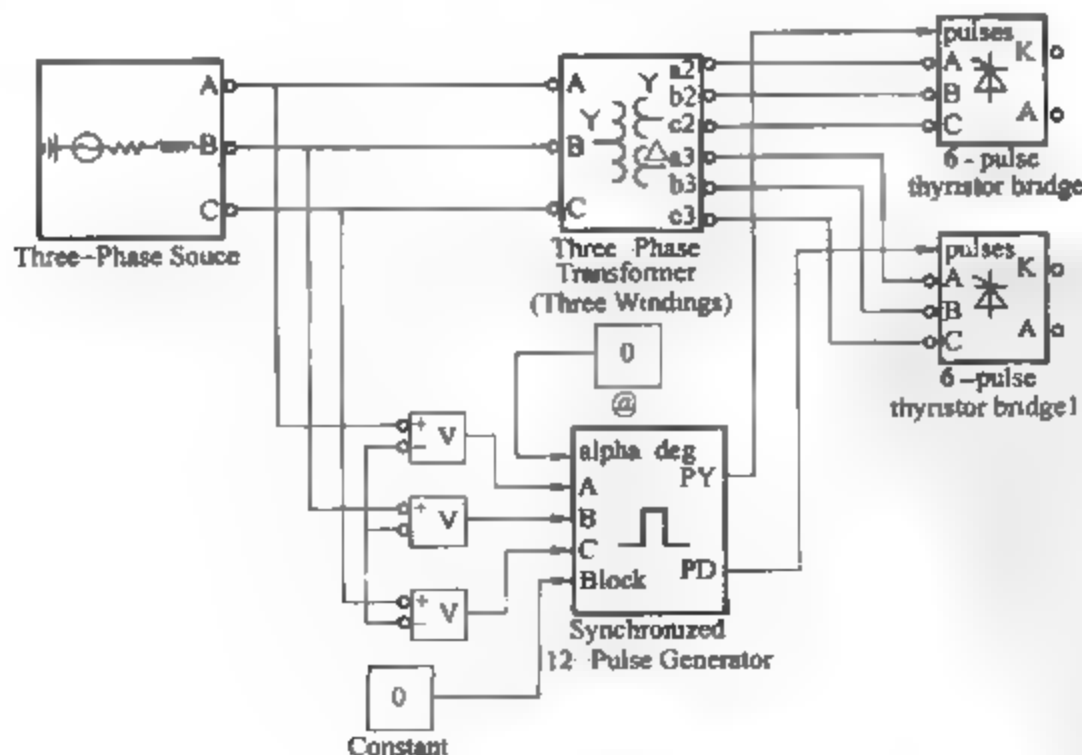 A
B
C
Three-Phase Souce
A
B
C
Y
Y
△
a2
b2
c2
a3
b3
c3
Three Phase
Transformer
(Three Windings)
pulses
A
B
C
K
A
6 - pulse
thyristor bridge
pulses
A
B
C
K
A
6 -pulse
thyristor bridge1
0
@
+
−
V
+
−
V
+
−
V
alpha deg
A
B
C
Block
PY
PD
Synchronized
12 Pulse Generator
0
Constant